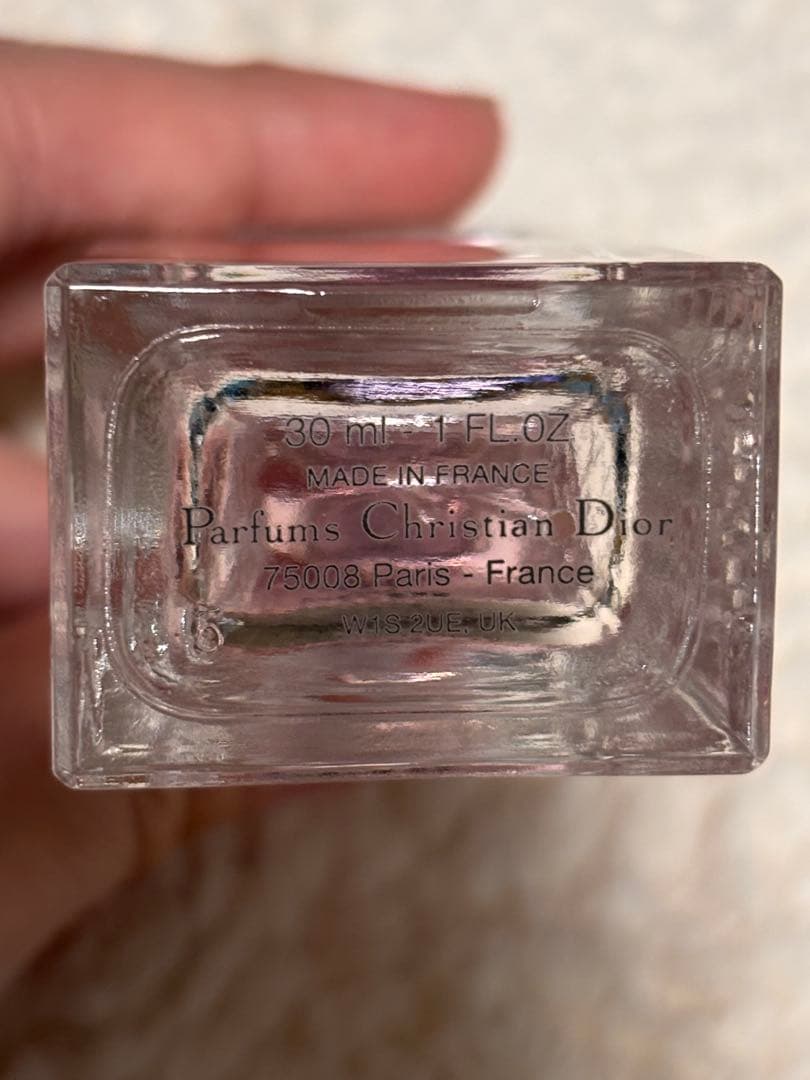 30 ml - 1 FL.OZ
MADE IN FRANCE
Parfums Christian Dior
75008 Paris - France
W1S 2UE, UK